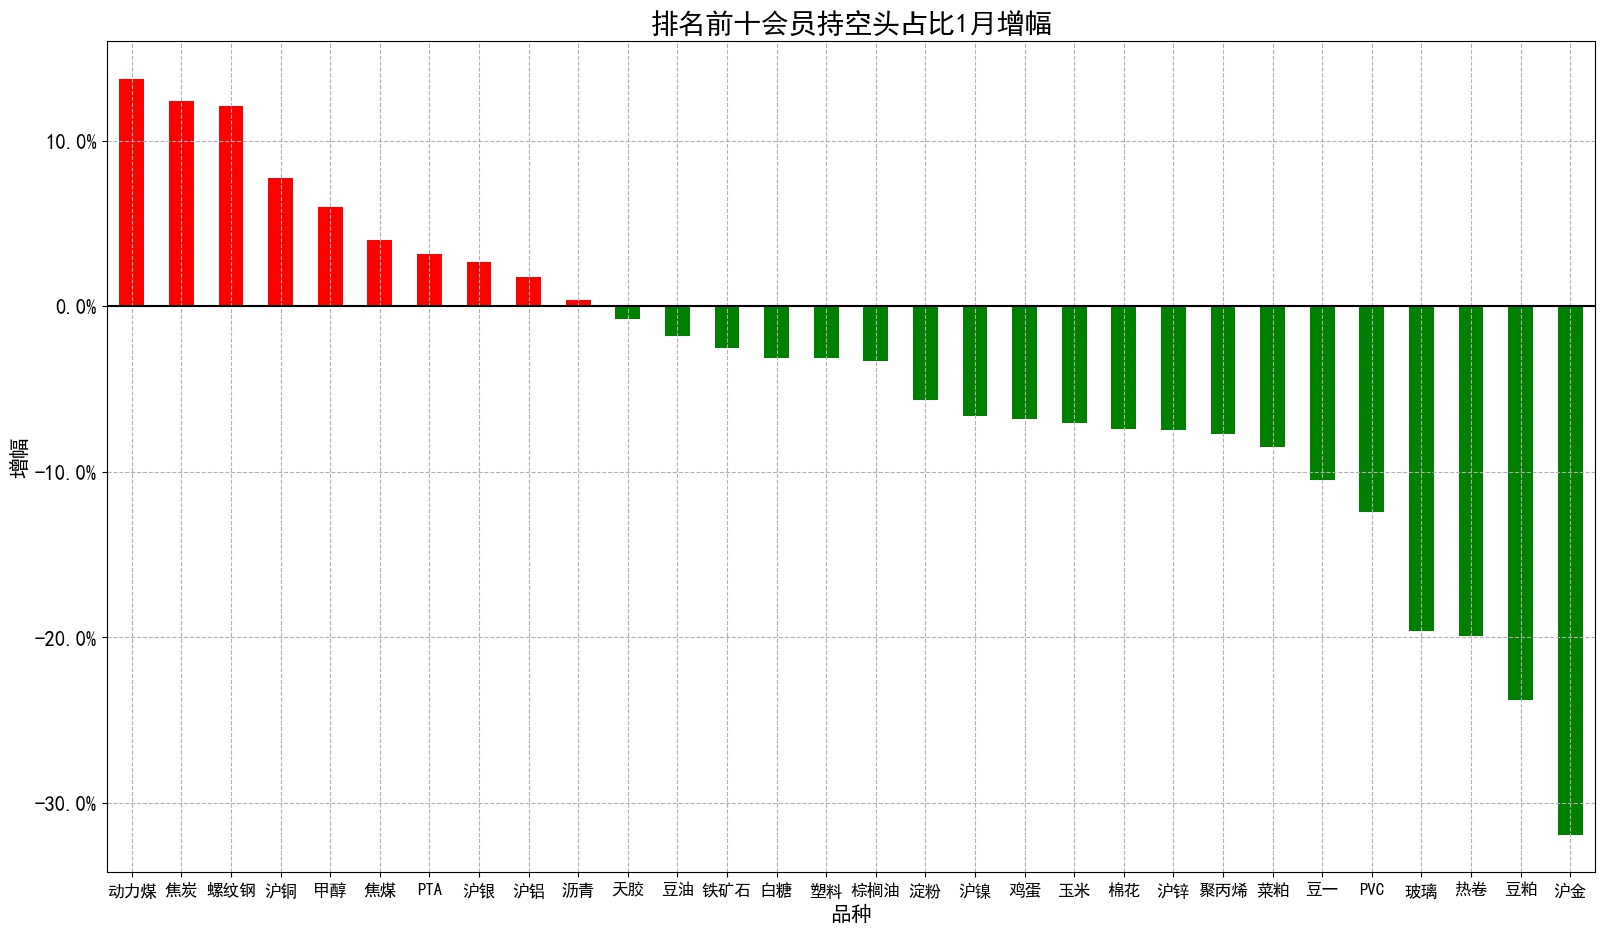 排名前十会员持空头占比1月增幅
10.0%
0.0%
-10.0%
-20.0%
-30.0%
增幅
动力煤 焦炭 螺纹钢 沪铜 甲醇 焦煤 PTA 沪银 沪铝 沥青 天胶 豆油 铁矿石 白糖 塑料 棕榈油 淀粉 沪镍 鸡蛋 玉米 棉花 沪锌 聚丙烯 菜粕 豆一 PVC 玻璃 热卷 豆粕 沪金
品种